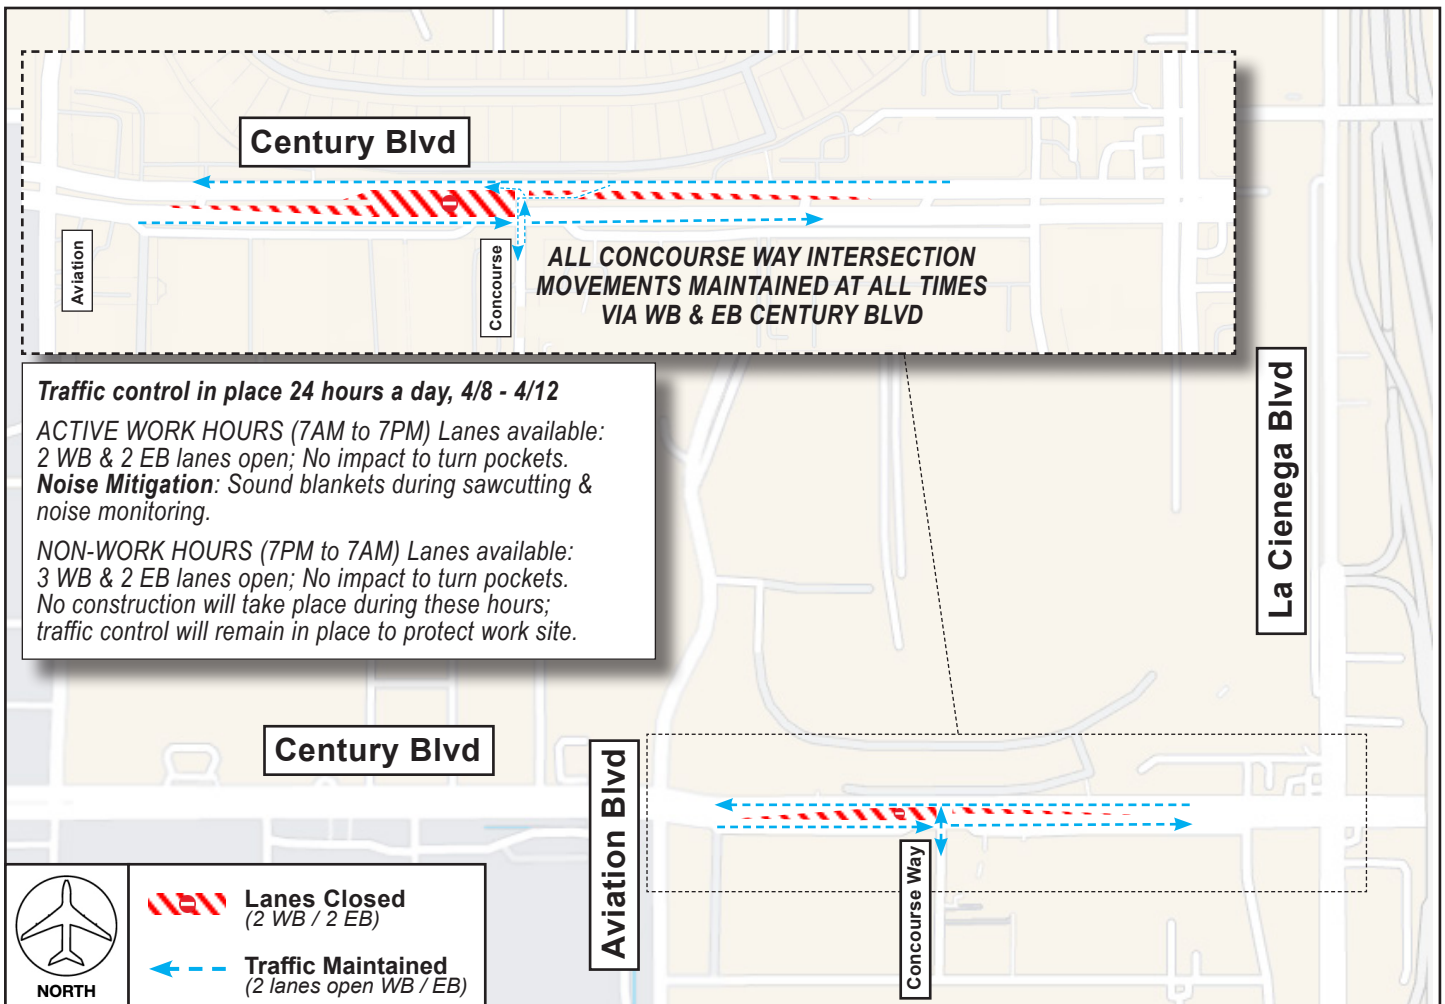 Century Blvd
Aviation
Concourse
ALL CONCOURSE WAY INTERSECTION
MOVEMENTS MAINTAINED AT ALL TIMES
VIA WB & EB CENTURY BLVD
Traffic control in place 24 hours a day, 4/8 - 4/12
ACTIVE WORK HOURS (7AM to 7PM) Lanes available:
2 WB & 2 EB lanes open; No impact to turn pockets.
Noise Mitigation: Sound blankets during sawcutting &
noise monitoring.
NON-WORK HOURS (7PM to 7AM) Lanes available:
3 WB & 2 EB lanes open; No impact to turn pockets.
No construction will take place during these hours;
traffic control will remain in place to protect work site.
La Cienega Blvd
Century Blvd
Aviation Blvd
Concourse Way
NORTH
Lanes Closed
(2 WB / 2 EB)
Traffic Maintained
(2 lanes open WB / EB)